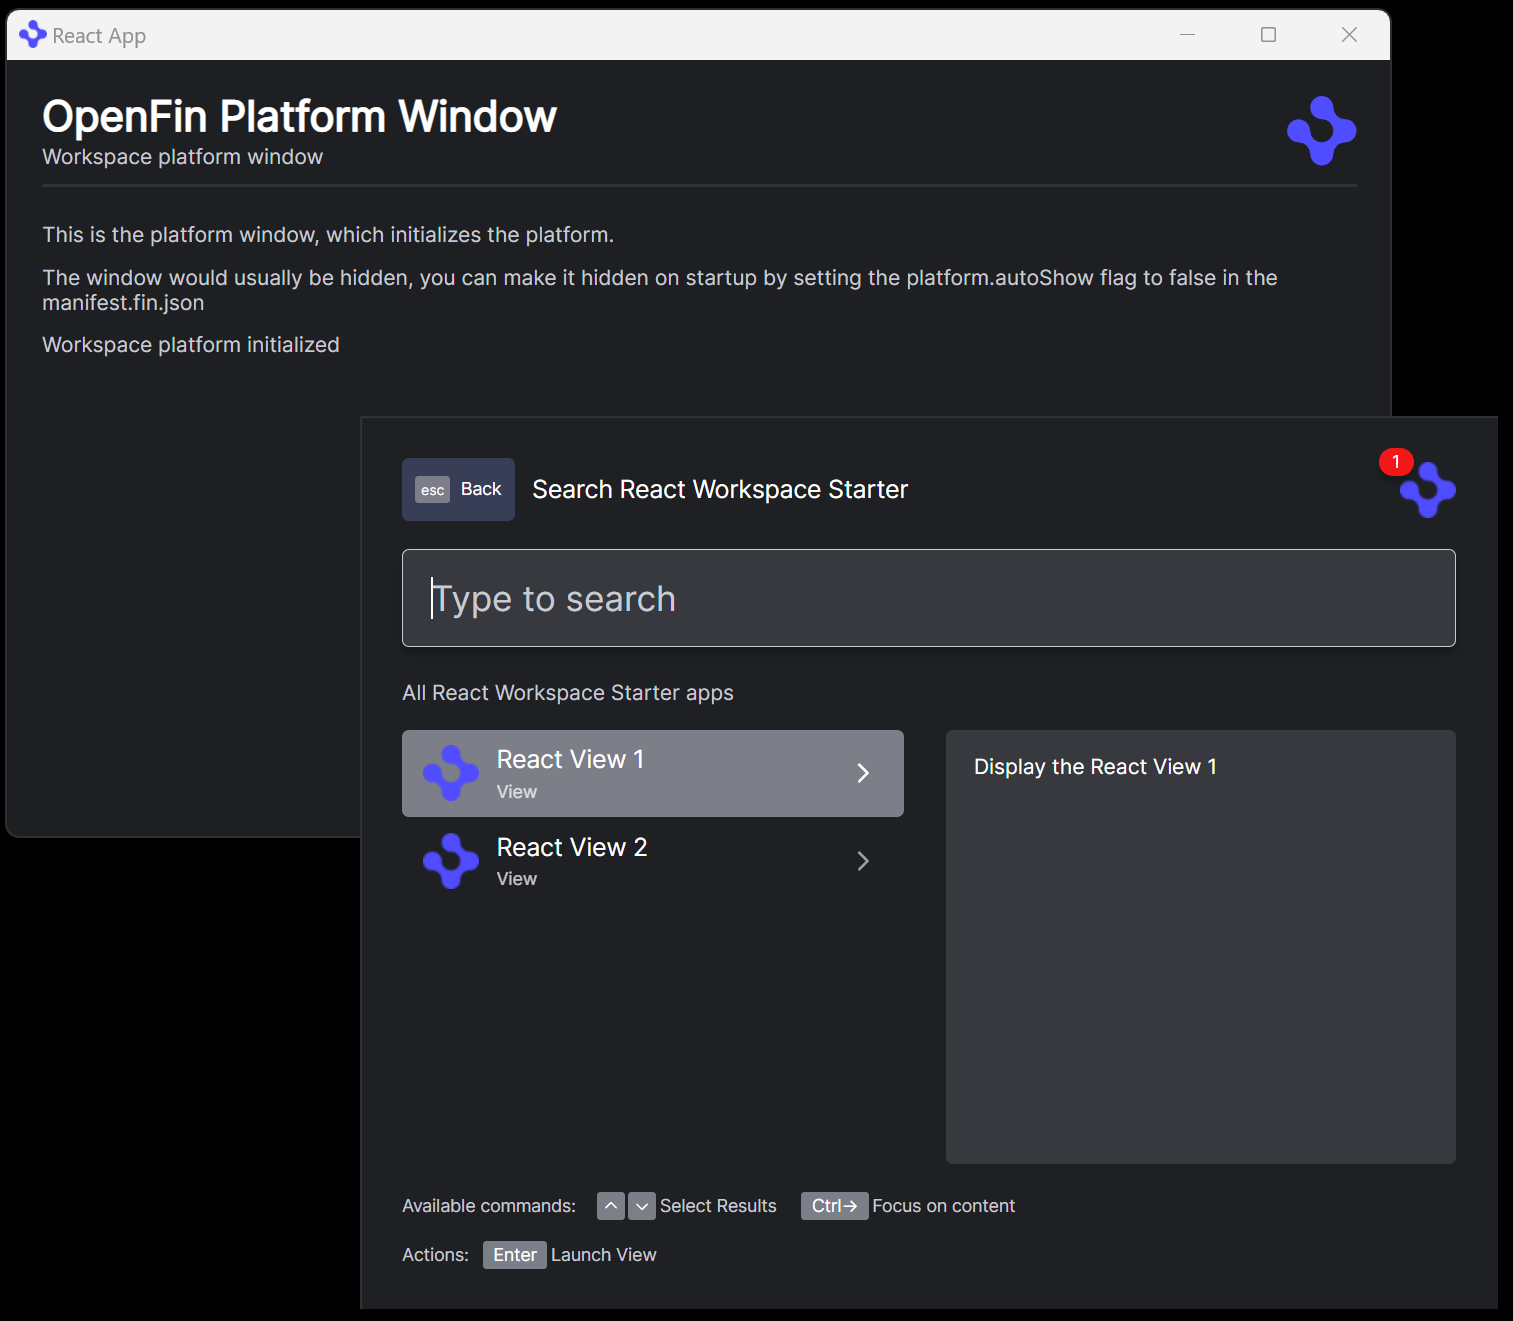 React App
OpenFin Platform Window
Workspace platform window
This is the platform window, which initializes the platform.
The window would usually be hidden, you can make it hidden on startup by setting the platform.autoShow flag to false in the
manifest.fin.json
Workspace platform initialized
esc Back Search React Workspace Starter
1
Type to search
All React Workspace Starter apps
React View 1
View
React View 2
View
Display the React View 1
Available commands: Select Results Ctrl→ Focus on content
Actions: Enter Launch View